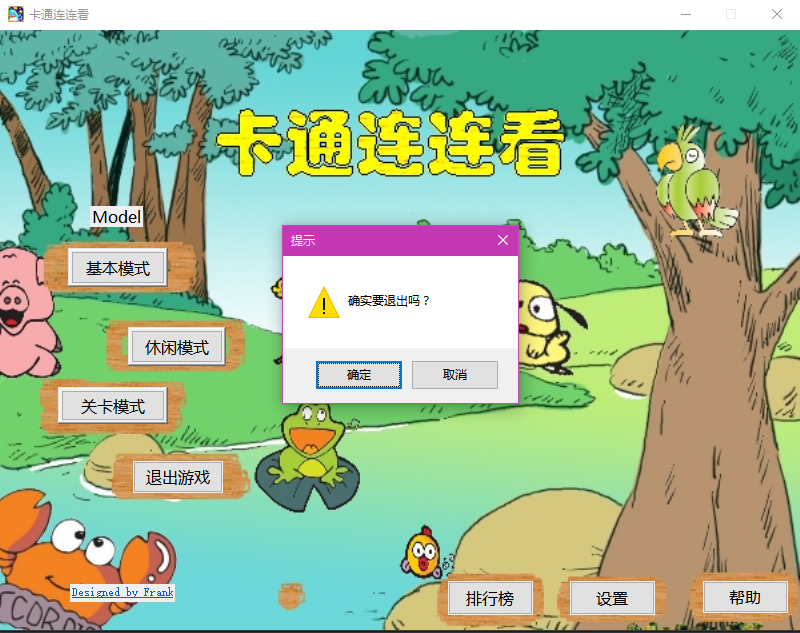 卡通连连看
卡通连连看
Model
提示
基本模式
确实要退出吗？
休闲模式
确定
取消
关卡模式
退出游戏
Designed by Frank
CORPIO
排行榜
设置
帮助